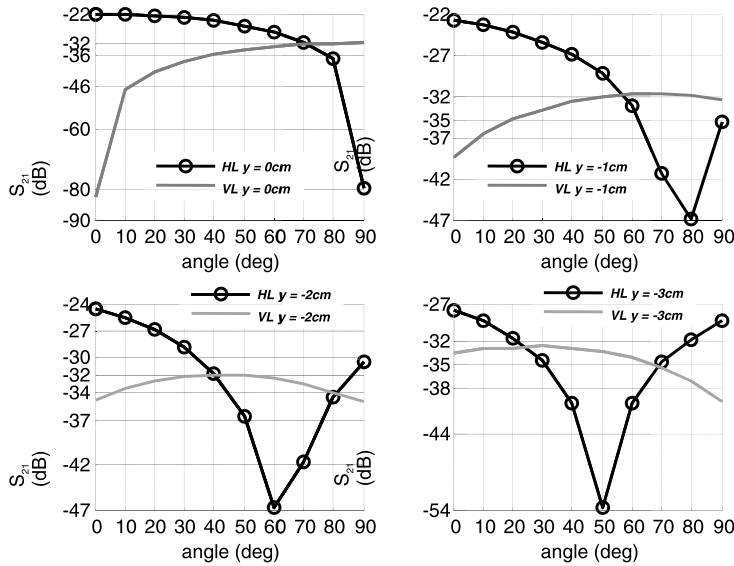 -22
-32
-36
-46
-60
-80
-90
S21
(dB)
HL y = 0cm
VL y = 0cm
0 10 20 30 40 50 60 70 80 90
angle (deg)
-22
-27
-32
-35
-37
-42
-47
S21
(dB)
HL y = -1cm
VL y = -1cm
0 10 20 30 40 50 60 70 80 90
angle (deg)
HL y = -2cm
VL y = -2cm
-24
-27
-30
-32
-34
-37
-42
-47
S21
(dB)
0 10 20 30 40 50 60 70 80 90
angle (deg)
HL y = -3cm
VL y = -3cm
-27
-32
-35
-38
-44
-54
S21
(dB)
0 10 20 30 40 50 60 70 80 90
angle (deg)